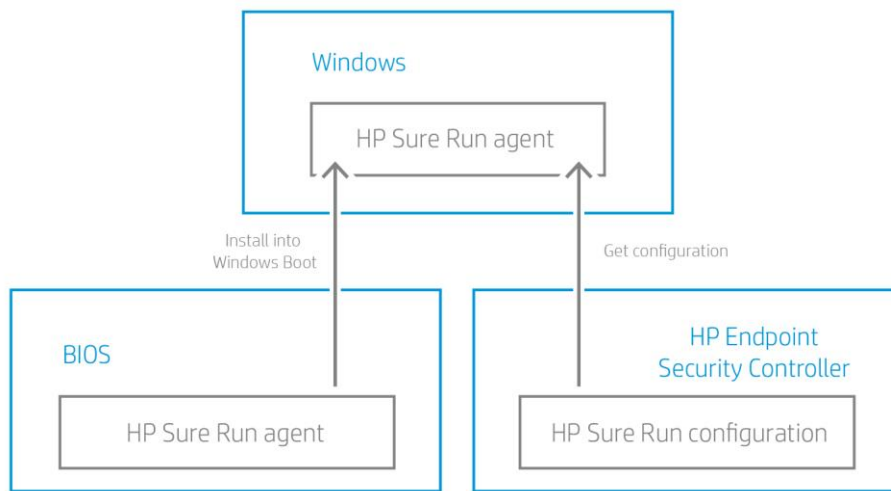 Windows
HP Sure Run agent
Install into
Windows Boot
Get configuration
BIOS
HP Sure Run agent
HP Endpoint
Security Controller
HP Sure Run configuration